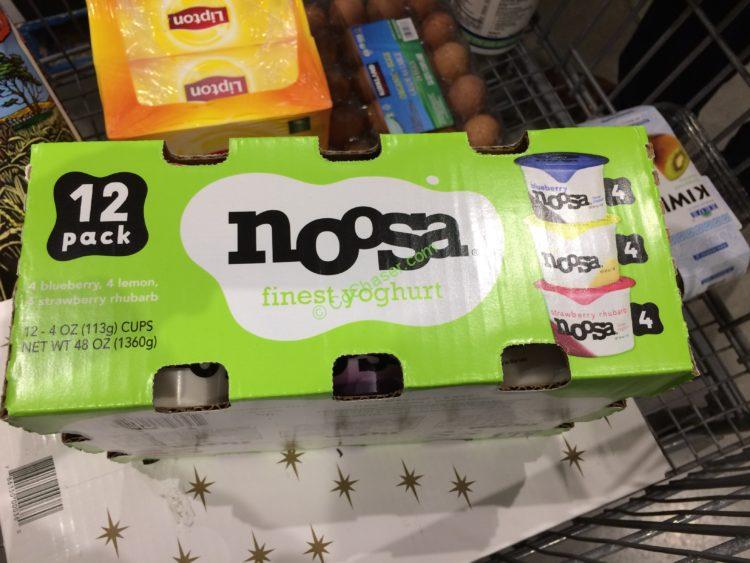 Lipton
Lipton
KIWI
12
pack
noosa
finest yoghurt
4 blueberry, 4 lemon,
4 strawberry rhubarb
12 - 4 OZ (113g) CUPS
NET WT 48 OZ (1360g)
blueberry
noosa
4
noosa
4
strawberry rhubarb
noosa
4